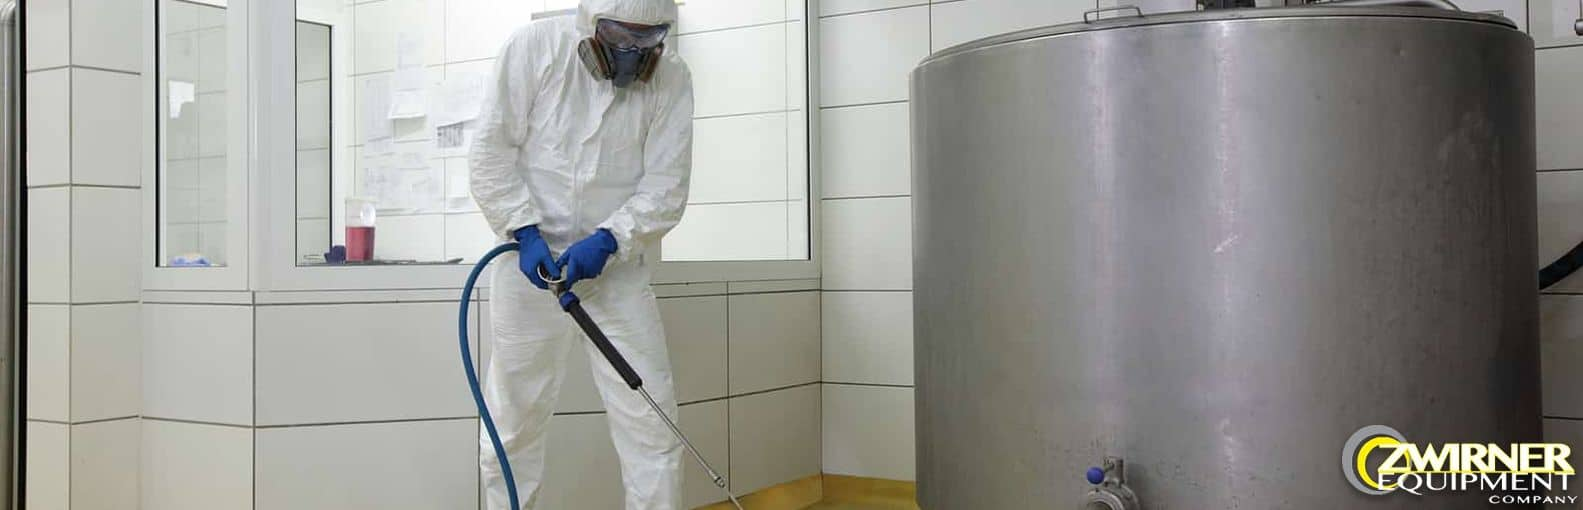 ZWIRNER
EQUIPMENT
COMPANY